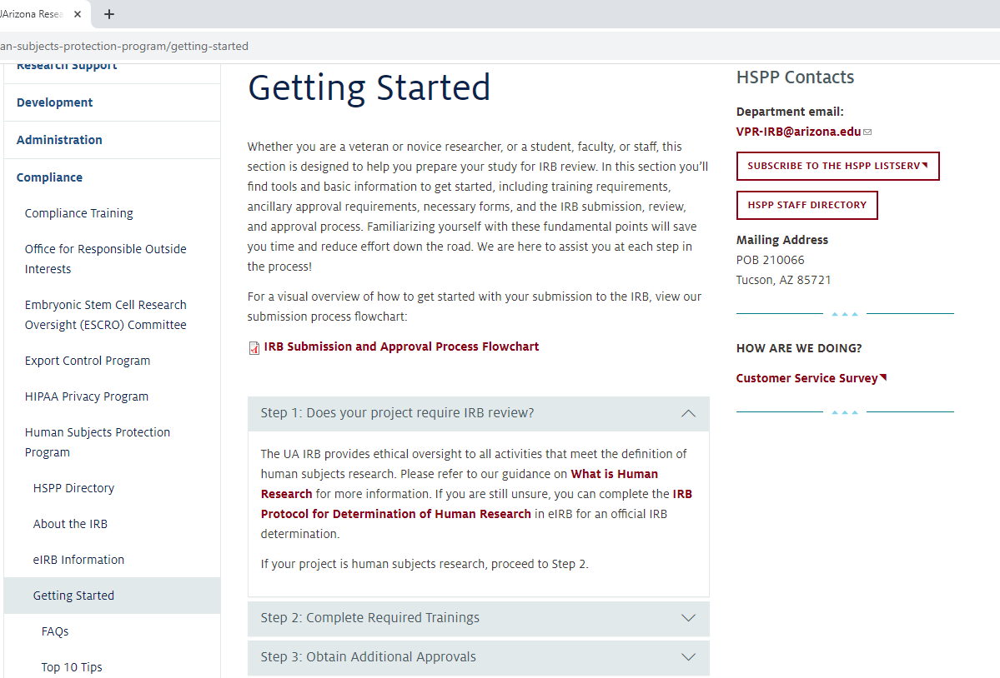 UArizona Resea
an-subjects-protection-program/getting-started
Research Support
Development
Administration
Compliance
Compliance Training
Office for Responsible Outside
Interests
Embryonic Stem Cell Research
Oversight (ESCRO) Committee
Export Control Program
HIPAA Privacy Program
Human Subjects Protection
Program
HSPP Directory
About the IRB
eIRB Information
Getting Started
FAQs
Top 10 Tips
Getting Started
Whether you are a veteran or novice researcher, or a student, faculty, or staff, this
section is designed to help you prepare your study for IRB review. In this section you’ll
find tools and basic information to get started, including training requirements,
ancillary approval requirements, necessary forms, and the IRB submission, review,
and approval process. Familiarizing yourself with these fundamental points will save
you time and reduce effort down the road. We are here to assist you at each step in
the process!
For a visual overview of how to get started with your submission to the IRB, view our
submission process flowchart:
IRB Submission and Approval Process Flowchart
Step 1: Does your project require IRB review?
The UA IRB provides ethical oversight to all activities that meet the definition of
human subjects research. Please refer to our guidance on What is Human
Research for more information. If you are still unsure, you can complete the IRB
Protocol for Determination of Human Research in eIRB for an official IRB
determination.
If your project is human subjects research, proceed to Step 2.
Step 2: Complete Required Trainings
Step 3: Obtain Additional Approvals
HSPP Contacts
Department email:
VPR-IRB@arizona.edu
SUBSCRIBE TO THE HSPP LISTSERV
HSPP STAFF DIRECTORY
Mailing Address
POB 210066
Tucson, AZ 85721
HOW ARE WE DOING?
Customer Service Survey